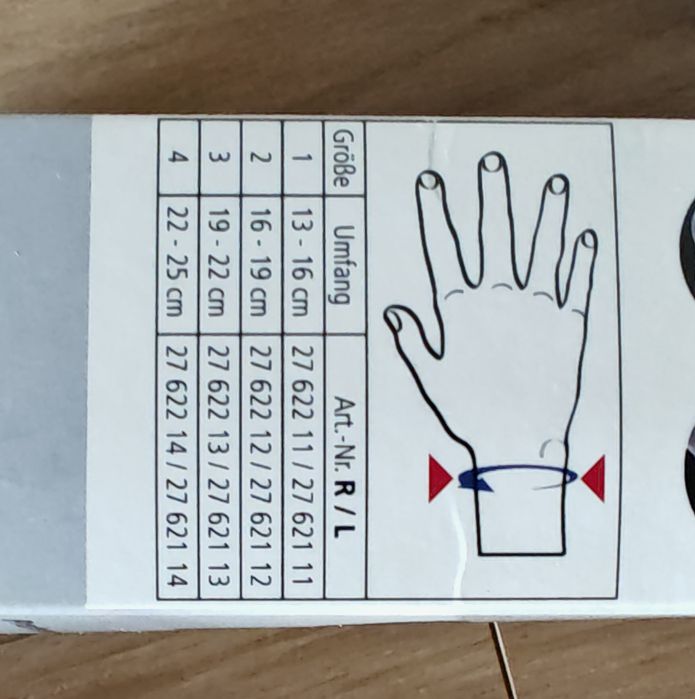 Größe Umfang Art.-Nr. R / L
1 13 - 16 cm 27 622 11 / 27 621 11
2 16 - 19 cm 27 622 12 / 27 621 12
3 19 - 22 cm 27 622 13 / 27 621 13
4 22 - 25 cm 27 622 14 / 27 621 14